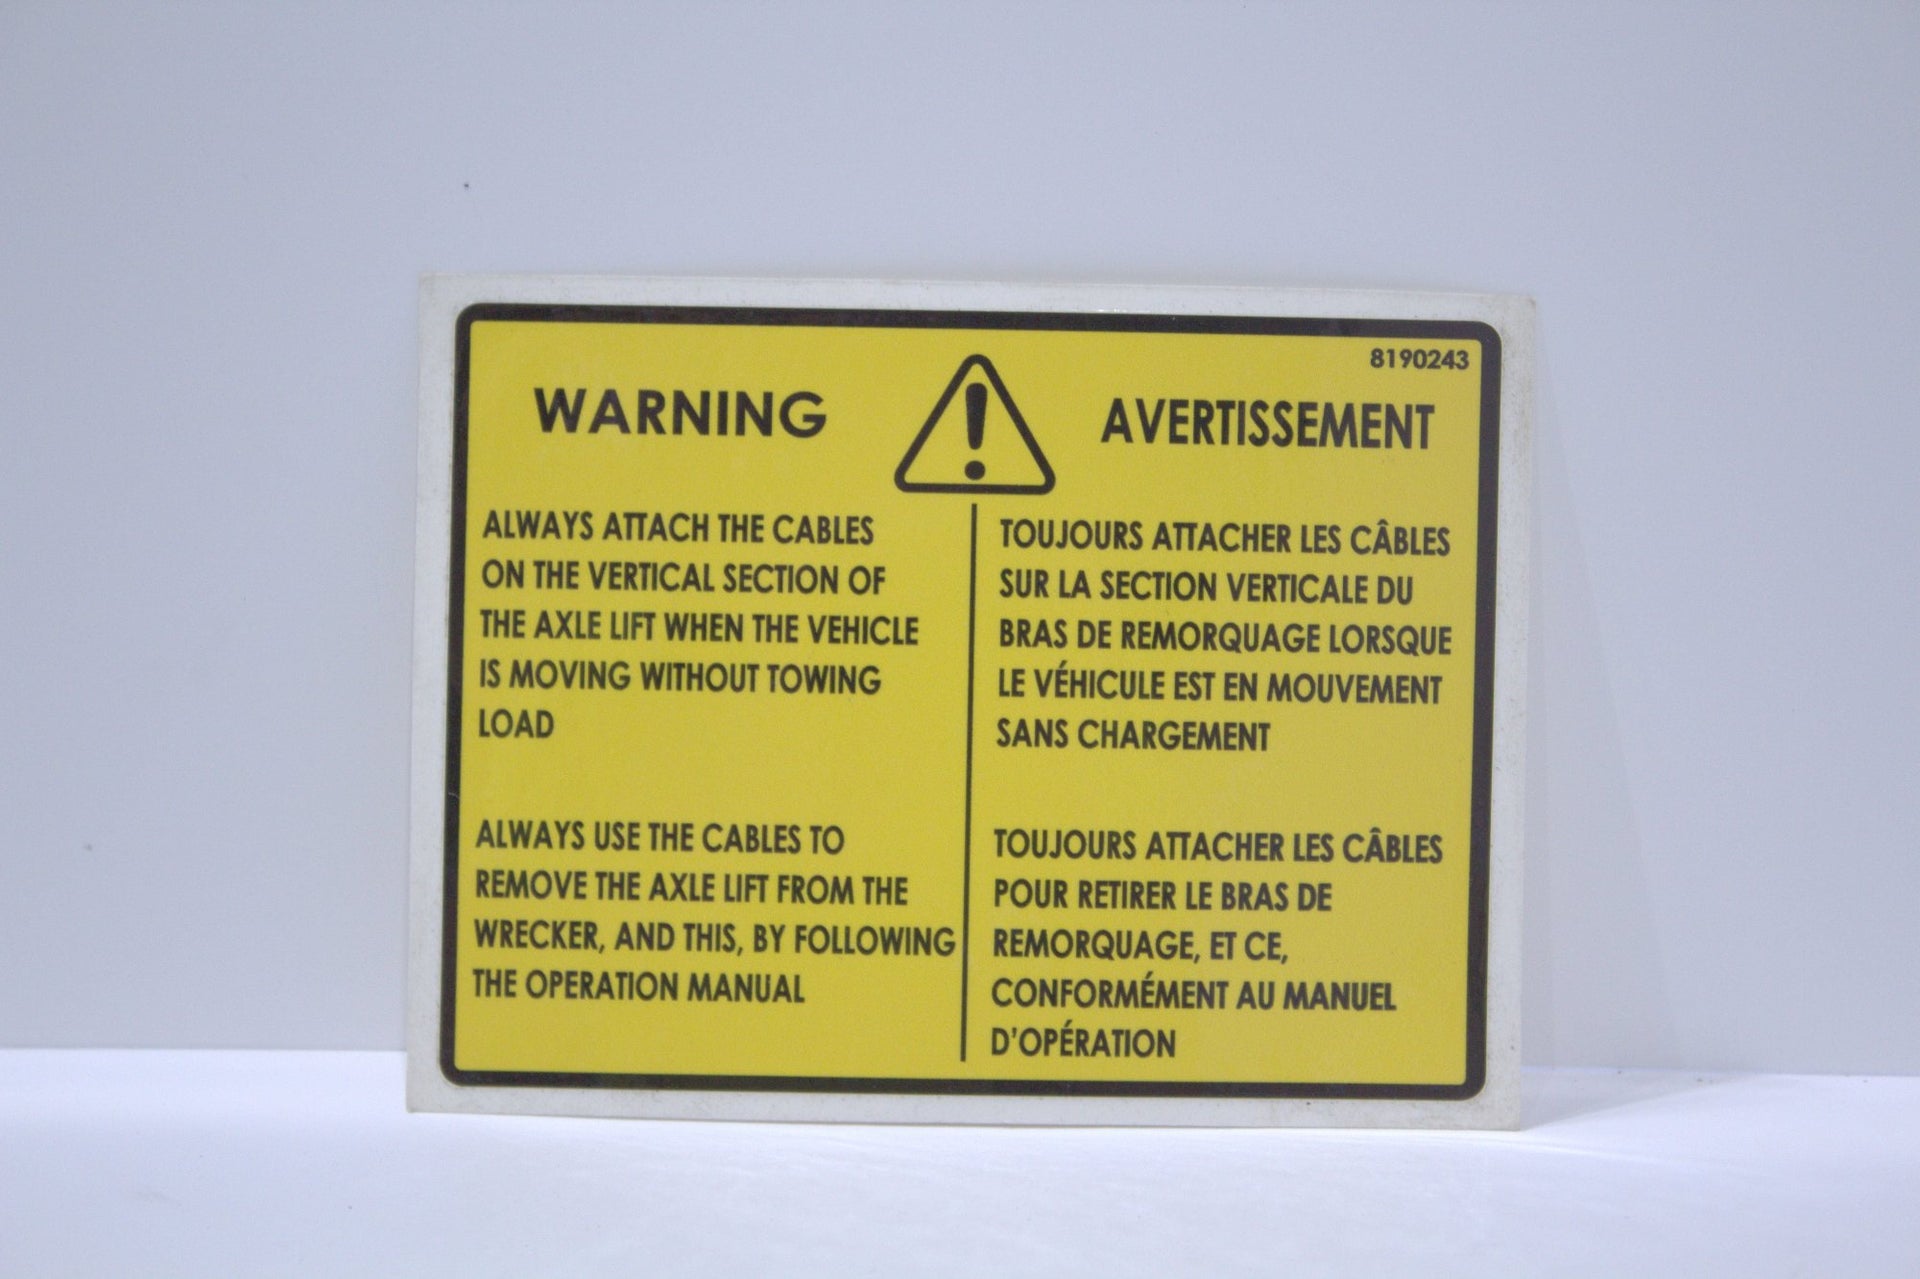 8190243
WARNING
ALWAYS ATTACH THE CABLES
ON THE VERTICAL SECTION OF
THE AXLE LIFT WHEN THE VEHICLE
IS MOVING WITHOUT TOWING
LOAD
ALWAYS USE THE CABLES TO
REMOVE THE AXLE LIFT FROM THE
WRECKER, AND THIS, BY FOLLOWING
THE OPERATION MANUAL
AVERTISSEMENT
TOUJOURS ATTACHER LES CÂBLES
SUR LA SECTION VERTICALE DU
BRAS DE REMORQUAGE LORSQUE
LE VÉHICULE EST EN MOUVEMENT
SANS CHARGEMENT
TOUJOURS ATTACHER LES CÂBLES
POUR RETIRER LE BRAS DE
REMORQUAGE, ET CE,
CONFORMÉMENT AU MANUEL
D'OPÉRATION